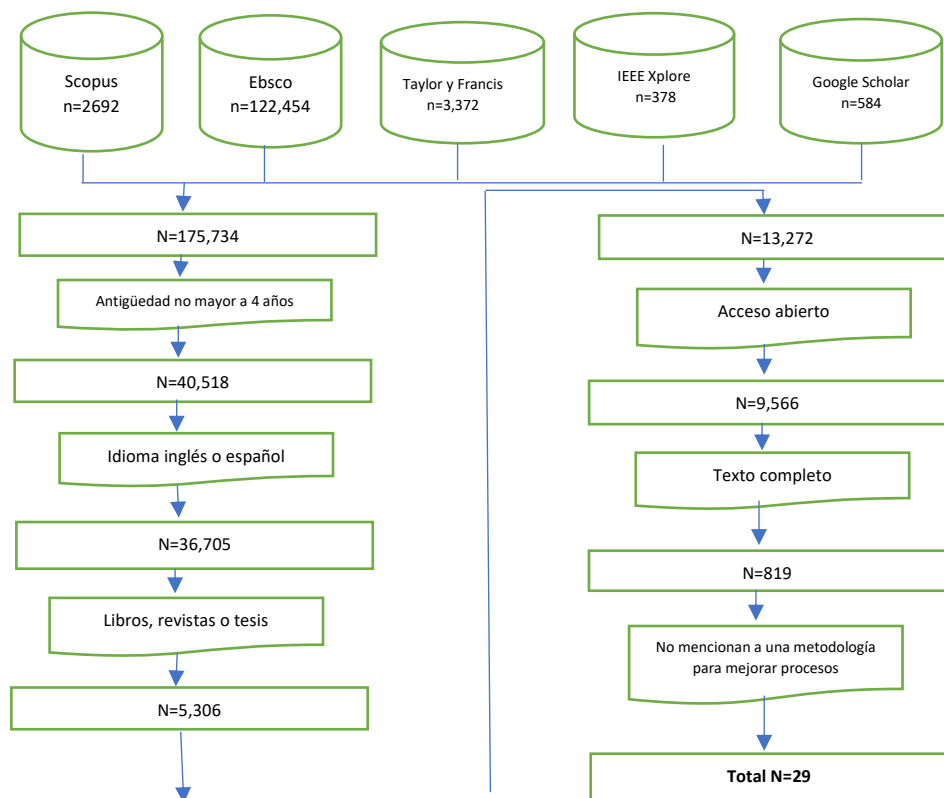 Scopus
n=2692
Ebsco
n=122,454
Taylor y Francis
n=3,372
IEEE Xplore
n=378
Google Scholar
n=584
N=175,734
Antigüedad no mayor a 4 años
N=40,518
Idioma inglés o español
N=36,705
Libros, revistas o tesis
N=5,306
N=13,272
Acceso abierto
N=9,566
Texto completo
N=819
No mencionan a una metodología
para mejorar procesos
Total N=29